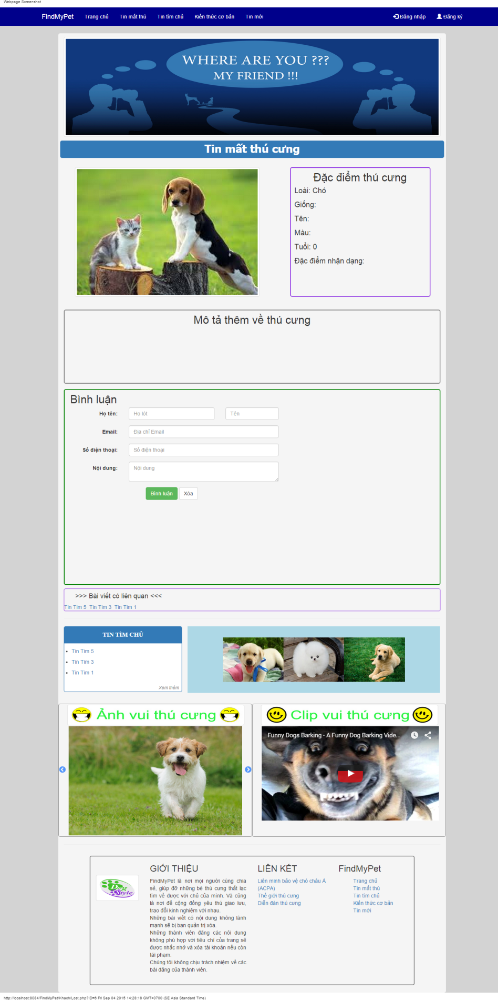 Webpage Screenshot
FindMyPet Trang chủ Tin mất thú Tin tìm chủ Kiến thức cơ bản Tin mới Đăng nhập Đăng ký
WHERE ARE YOU ???
MY FRIEND !!!
Tin mất thú cưng
Đặc điểm thú cưng
Loài: Chó
Giống:
Tên:
Màu:
Tuổi: 0
Đặc điểm nhận dạng:
Mô tả thêm về thú cưng
Bình luận
Họ tên: Họ lót Tên
Email: Địa chỉ Email
Số điện thoại: Số điện thoại
Nội dung: Nội dung
Bình luận Xóa
>>> Bài viết có liên quan <<<
Tin Tim 5 Tin Tim 3 Tin Tim 1
TIN TÌM CHỦ
Tin Tim 5
Tin Tim 3
Tin Tim 1
Xem thêm
Ảnh vui thú cưng
Clip vui thú cưng
Funny Dogs Barking - A Funny Dog Barking Vide...
Dog
Style
GIỚI THIỆU
FindMyPet là nơi mọi người cùng chia
sẻ, giúp đỡ những bé thú cưng thất lạc
tìm về được với chủ của mình. Và cũng
là nơi để cộng đồng yêu thú giao lưu,
trao đổi kinh nghiệm với nhau.
Những bài viết có nội dung không lành
mạnh sẽ bị ban quản trị xóa.
Những thành viên đăng các nội dung
không phù hợp với tiêu chí của trang sẽ
được nhắc nhở và xóa tài khoản nếu còn
tái phạm.
Chúng tôi không chịu trách nhiệm về các
bài đăng của thành viên.
LIÊN KẾT
Liên minh bảo vệ chó châu Á
(ACPA)
Thế giới thú cưng
Diễn đàn thú cưng
FindMyPet
Trang chủ
Tin mất thú
Tin tìm chủ
Kiến thức cơ bản
Tin mới
http://localhost:8084/FindMyPet/Khach/Lost.php?ID=6 Fri Sep 04 2015 14:28:18 GMT+0700 (SE Asia Standard Time)